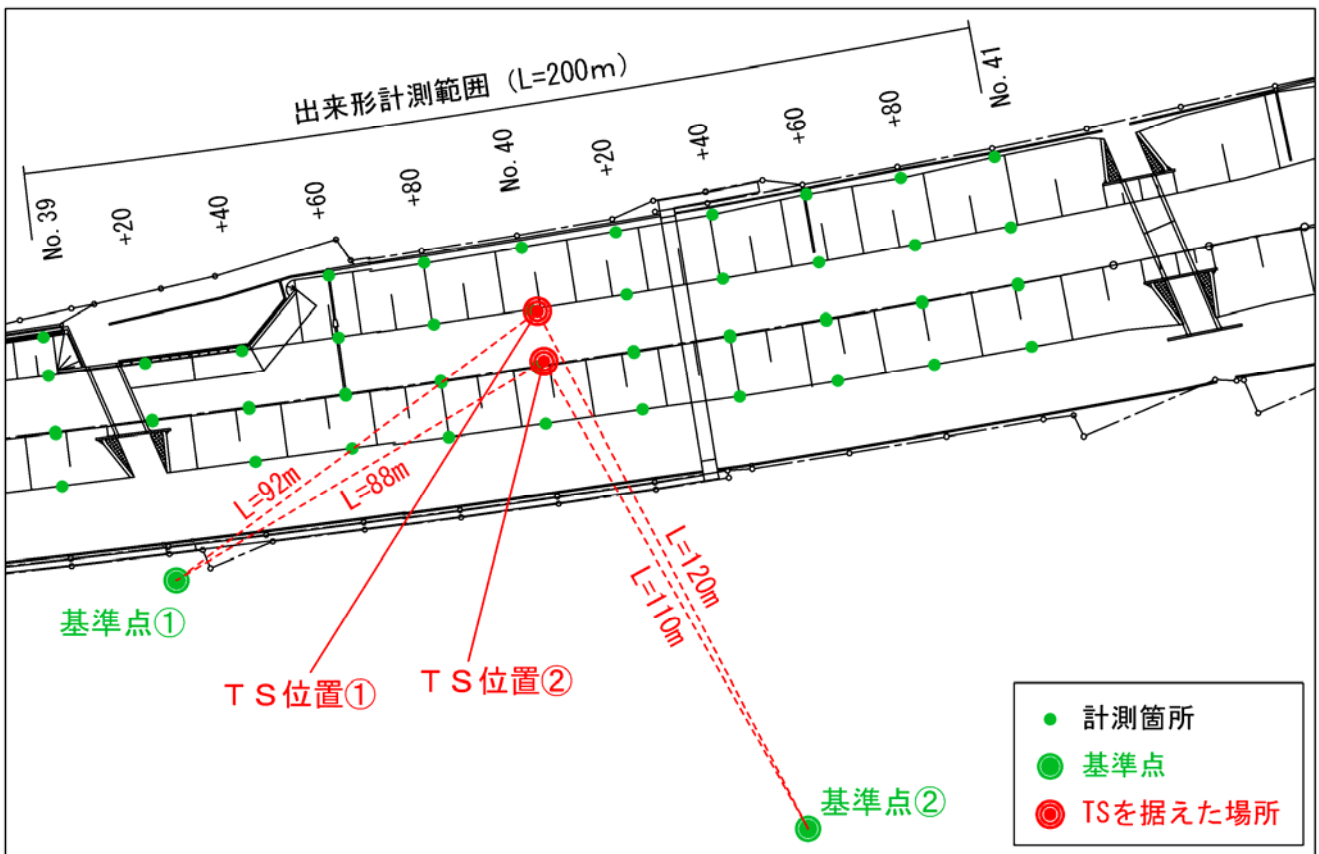 出来形計測範囲（L=200m）
No. 39
+20
+40
+60
+80
No. 40
+20
+40
+60
+80
No. 41
L=92m
L=88m
L=120m
L=110m
基準点①
ＴＳ位置①
ＴＳ位置②
基準点②
計測箇所
基準点
TSを据えた場所